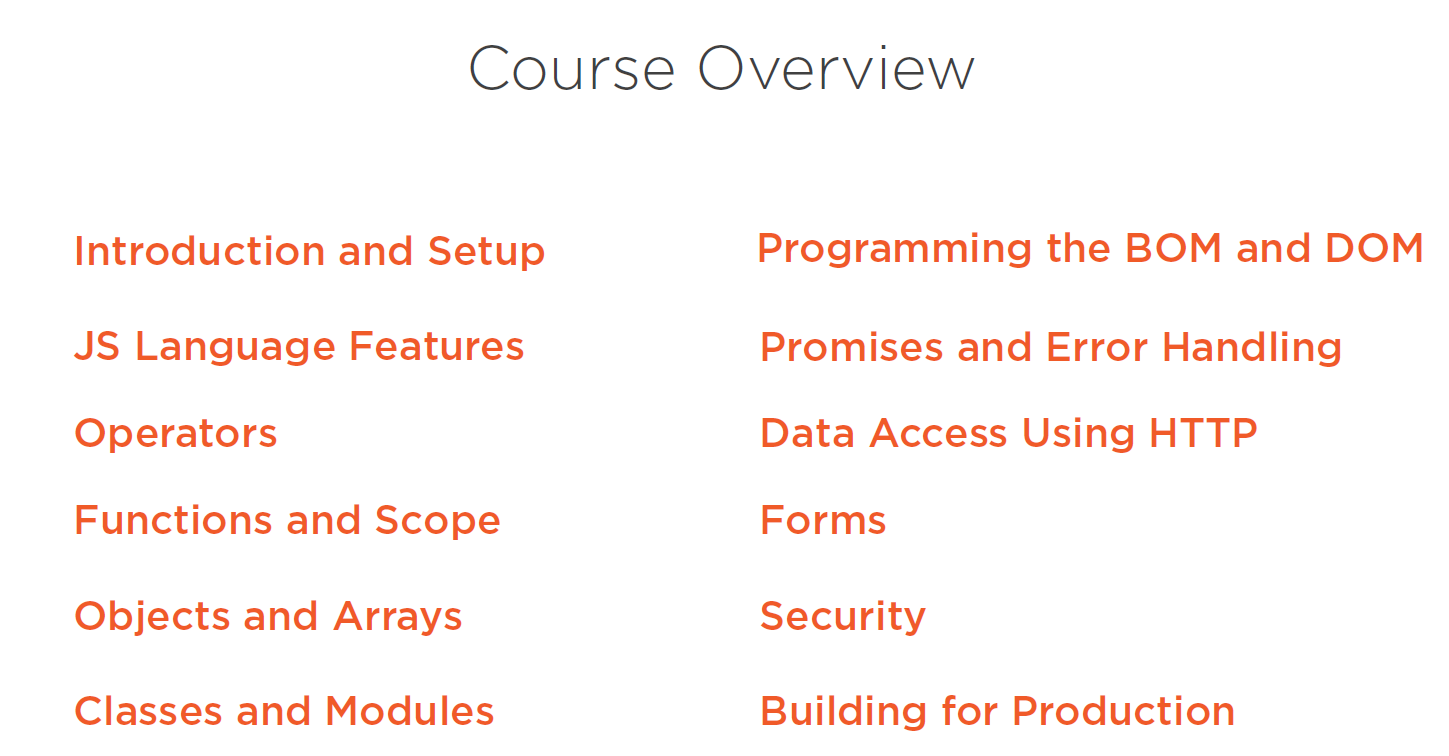 Course Overview
Introduction and Setup
JS Language Features
Operators
Functions and Scope
Objects and Arrays
Classes and Modules
Programming the BOM and DOM
Promises and Error Handling
Data Access Using HTTP
Forms
Security
Building for Production